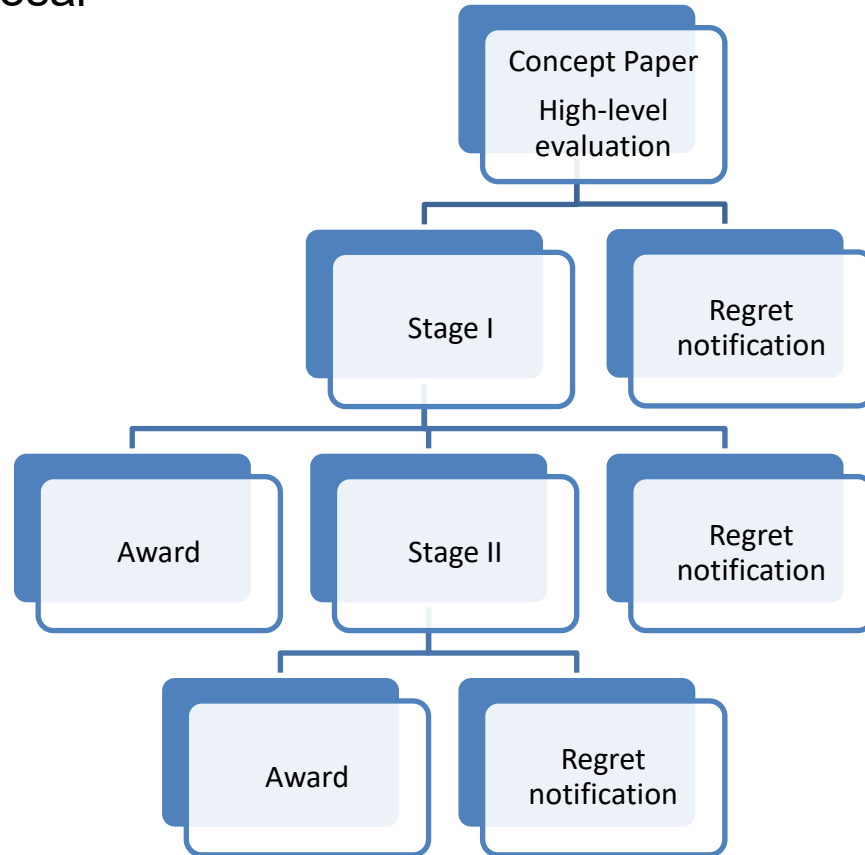 Concept Paper
High-level
evaluation
Stage I
Regret
notification
Award
Stage II
Regret
notification
Award
Regret
notification